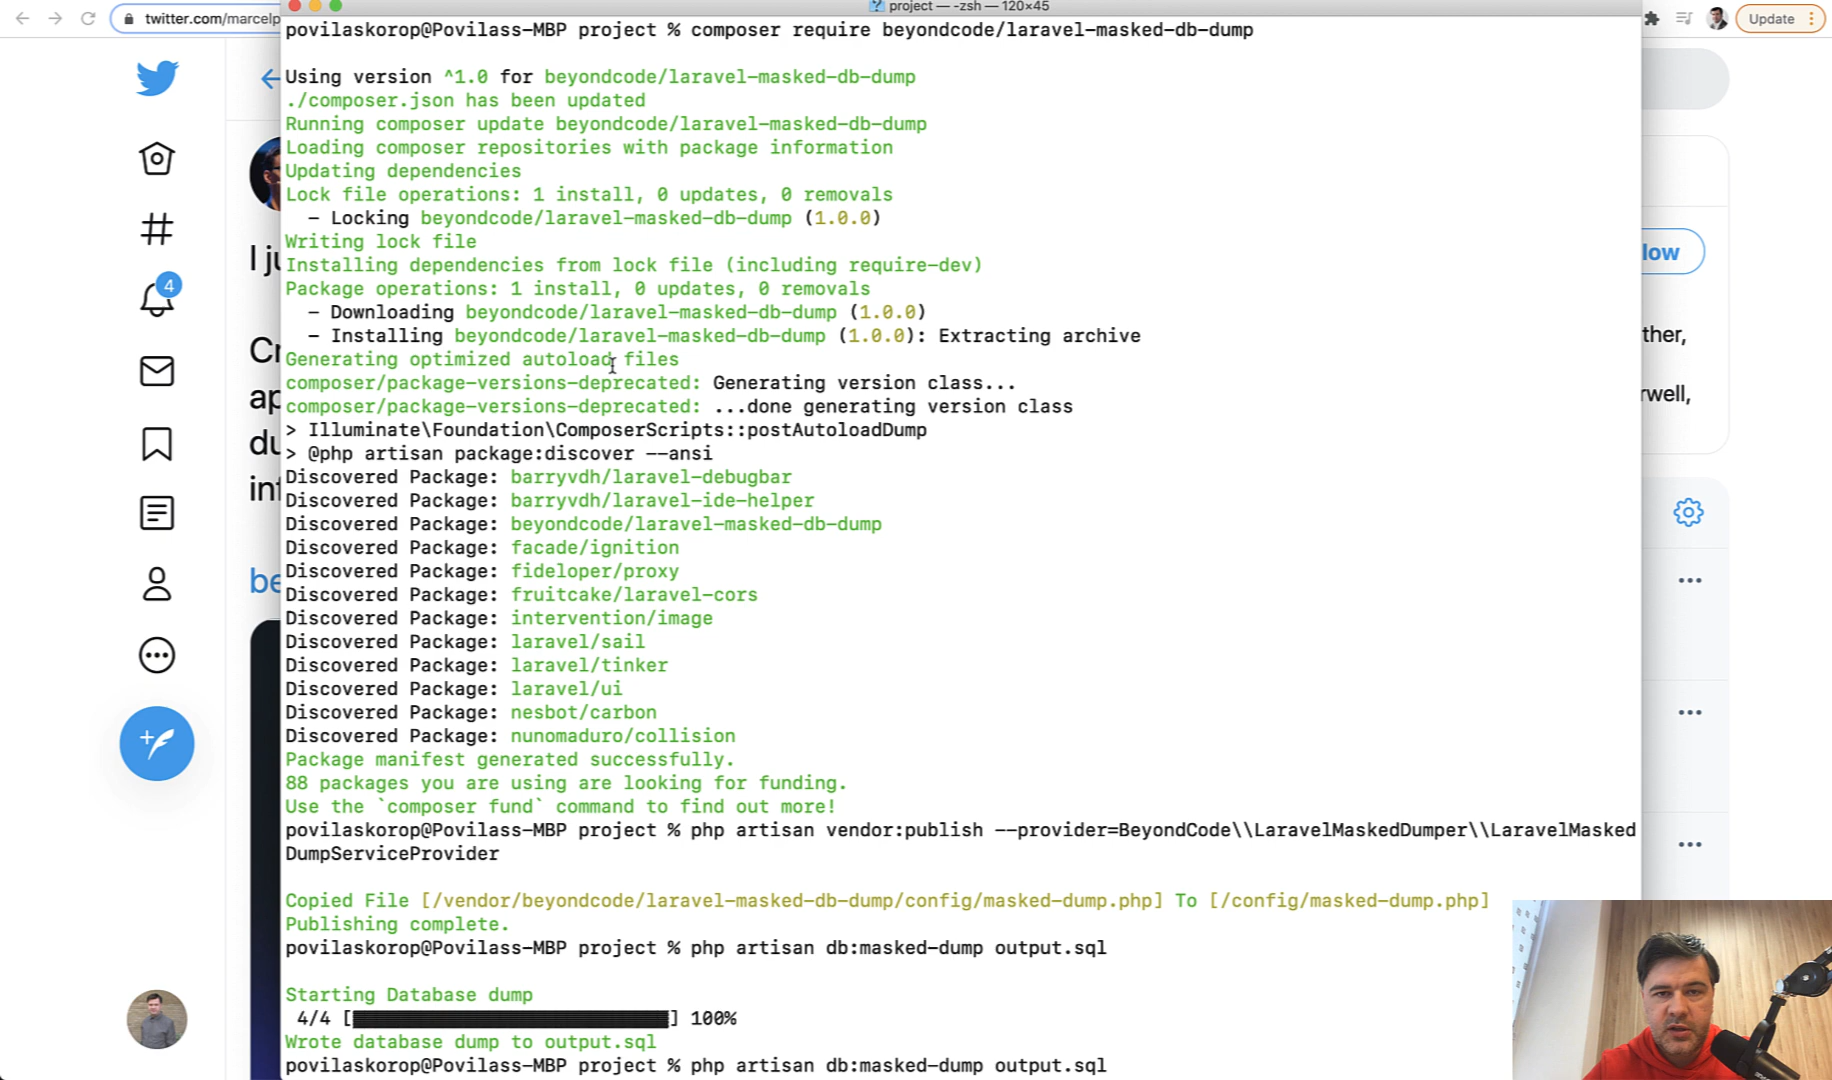 twitter.com/marcelp
project — -zsh — 120×45
Update
povilaskorop@Povilass-MBP project % composer require beyondcode/laravel-masked-db-dump
Using version ^1.0 for beyondcode/laravel-masked-db-dump
./composer.json has been updated
Running composer update beyondcode/laravel-masked-db-dump
Loading composer repositories with package information
Updating dependencies
Lock file operations: 1 install, 0 updates, 0 removals
- Locking beyondcode/laravel-masked-db-dump (1.0.0)
Writing lock file
Installing dependencies from lock file (including require-dev)
Package operations: 1 install, 0 updates, 0 removals
- Downloading beyondcode/laravel-masked-db-dump (1.0.0)
- Installing beyondcode/laravel-masked-db-dump (1.0.0): Extracting archive
Generating optimized autoload files
composer/package-versions-deprecated: Generating version class...
composer/package-versions-deprecated: ...done generating version class
> Illuminate\Foundation\ComposerScripts::postAutoloadDump
> @php artisan package:discover --ansi
Discovered Package: barryvdh/laravel-debugbar
Discovered Package: barryvdh/laravel-ide-helper
Discovered Package: beyondcode/laravel-masked-db-dump
Discovered Package: facade/ignition
Discovered Package: fideloper/proxy
Discovered Package: fruitcake/laravel-cors
Discovered Package: intervention/image
Discovered Package: laravel/sail
Discovered Package: laravel/tinker
Discovered Package: laravel/ui
Discovered Package: nesbot/carbon
Discovered Package: nunomaduro/collision
Package manifest generated successfully.
88 packages you are using are looking for funding.
Use the `composer fund` command to find out more!
povilaskorop@Povilass-MBP project % php artisan vendor:publish --provider=BeyondCode\\LaravelMaskedDumper\\LaravelMasked
DumpServiceProvider
Copied File [/vendor/beyondcode/laravel-masked-db-dump/config/masked-dump.php] To [/config/masked-dump.php]
Publishing complete.
povilaskorop@Povilass-MBP project % php artisan db:masked-dump output.sql
Starting Database dump
4/4 [] 100%
Wrote database dump to output.sql
povilaskorop@Povilass-MBP project % php artisan db:masked-dump output.sql
4
I ju
Cr
ap
du
inf
be
low
ther,
rwell,